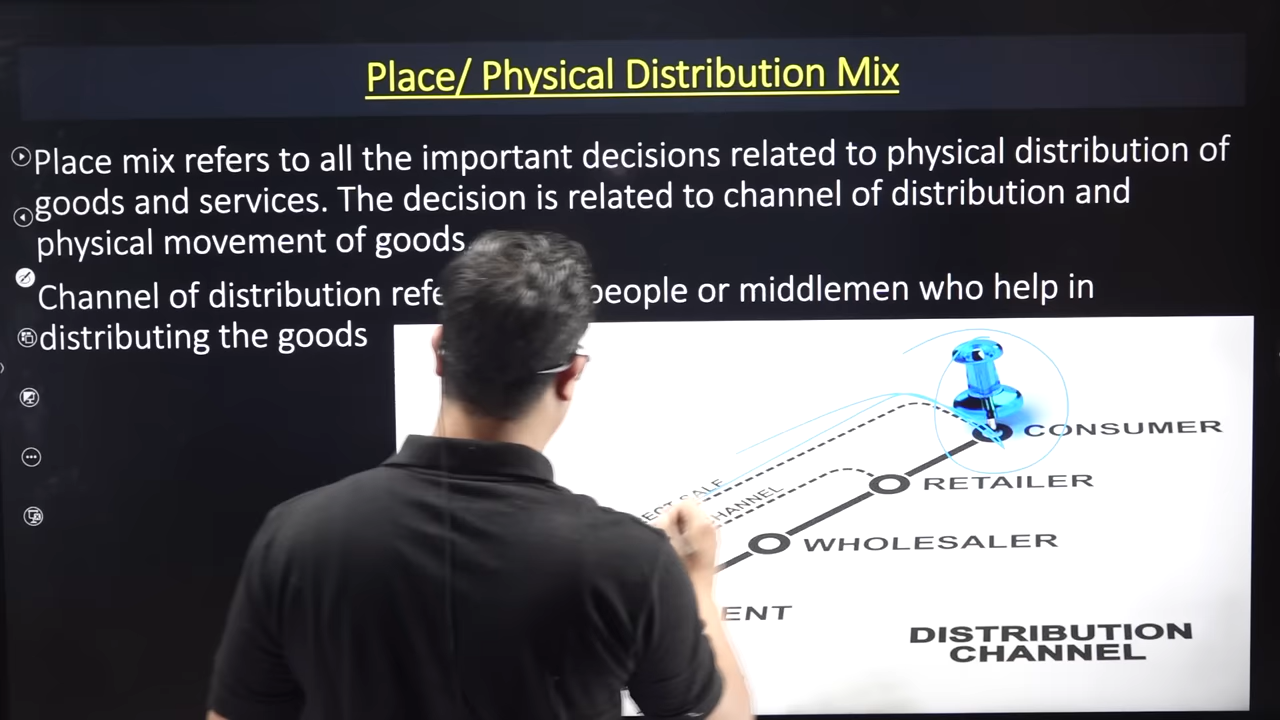 Place/ Physical Distribution Mix
Place mix refers to all the important decisions related to physical distribution of
goods and services. The decision is related to channel of distribution and
physical movement of goods
Channel of distribution people or middlemen who help in
distributing the goods
CONSUMER
RETAILER
WHOLESALER
CHANNEL
DISTRIBUTION
CHANNEL